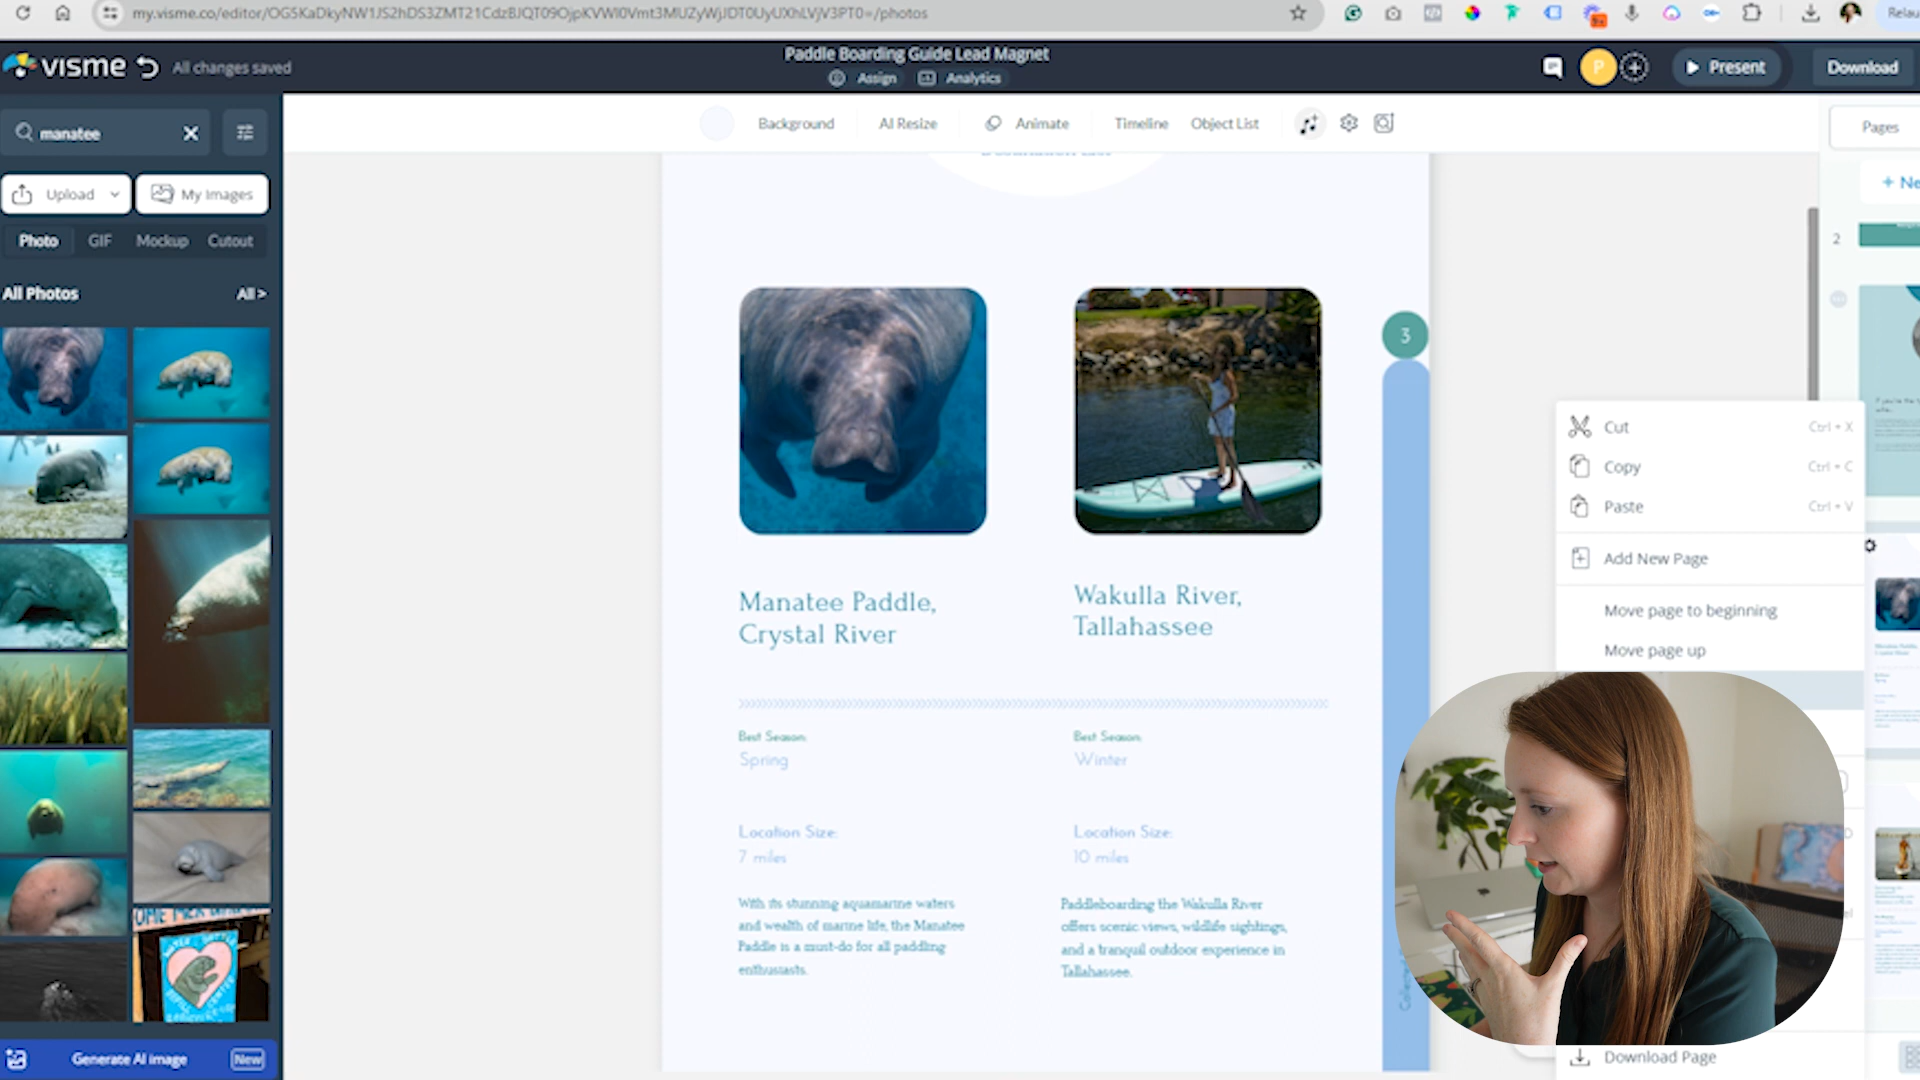 my.visme.co/editor/OG5KaDkyNW1JS2hDS3ZMT21CdzBJQT09OjpKVWI0Vmt3MUZyWjJDT0UyUXhLVjV3PT0=/photos
Relau
visme
All changes saved
Paddle Boarding Guide Lead Magnet
Assign
Analytics
P
Present
Download
manatee
Background
AI Resize
Animate
Timeline
Object List
Pages
Upload
My Images
+ Ne
Photo
GIF
Mockup
Cutout
2
All Photos
All >
3
Cut
Ctrl + X
Copy
Ctrl + C
Paste
Ctrl + V
Add New Page
Move page to beginning
Move page up
Manatee Paddle,
Crystal River
Wakulla River,
Tallahassee
Best Season:
Spring
Best Season:
Winter
Location Size:
7 miles
Location Size:
10 miles
With its stunning aquamarine waters
and wealth of marine life, the Manatee
Paddle is a must-do for all paddling
enthusiasts.
Paddleboarding the Wakulla River
offers scenic views, wildlife sightings,
and a tranquil outdoor experience in
Tallahassee.
Generate AI image
New
Download Page